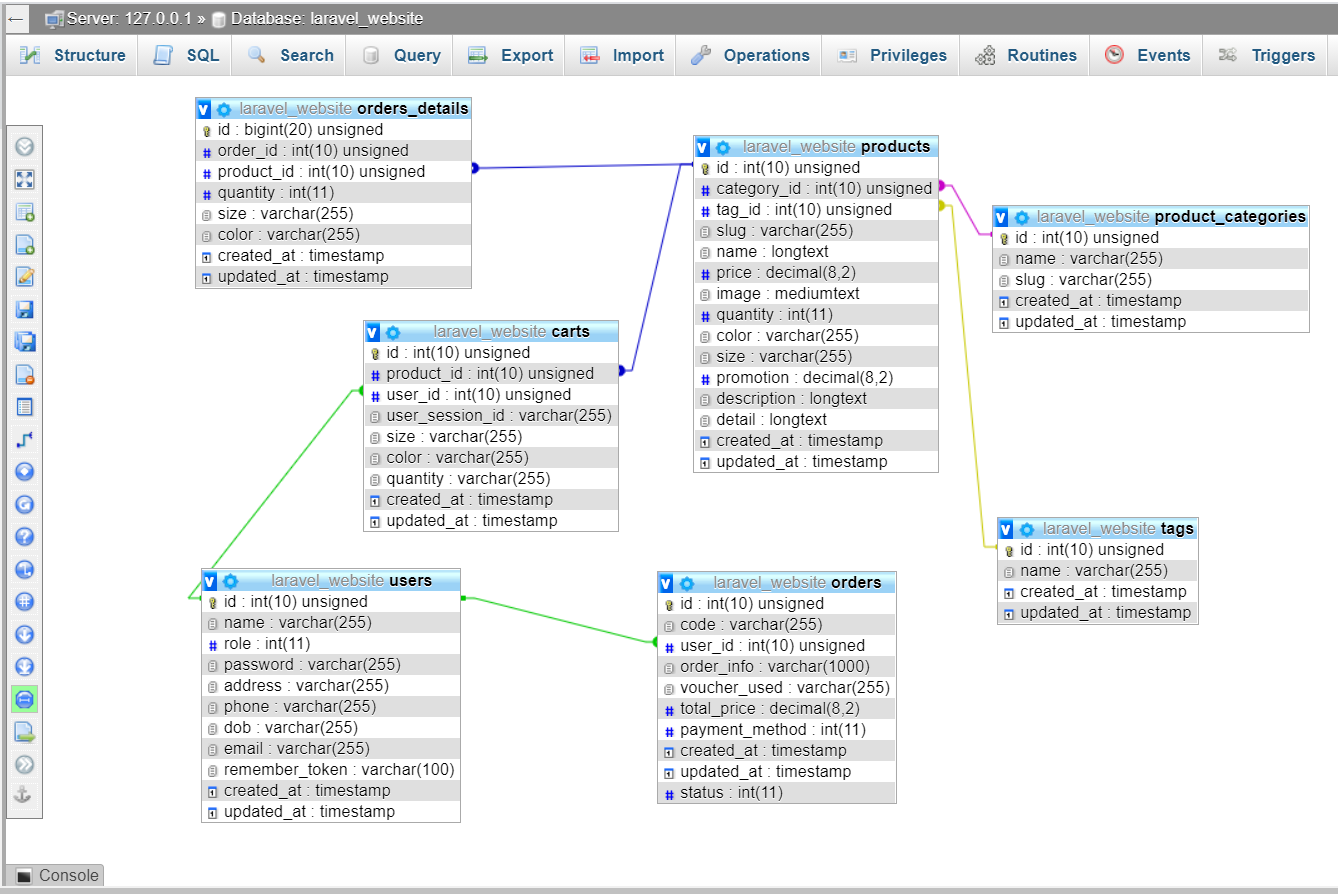 Server: 127.0.0.1 » Database: laravel_website
Structure SQL Search Query Export Import Operations Privileges Routines Events Triggers
laravel_website orders_details
id : bigint(20) unsigned
order_id : int(10) unsigned
product_id : int(10) unsigned
quantity : int(11)
size : varchar(255)
color : varchar(255)
created_at : timestamp
updated_at : timestamp
laravel_website products
id : int(10) unsigned
category_id : int(10) unsigned
tag_id : int(10) unsigned
slug : varchar(255)
name : longtext
price : decimal(8,2)
image : mediumtext
quantity : int(11)
color : varchar(255)
size : varchar(255)
promotion : decimal(8,2)
description : longtext
detail : longtext
created_at : timestamp
updated_at : timestamp
laravel_website product_categories
id : int(10) unsigned
name : varchar(255)
slug : varchar(255)
created_at : timestamp
updated_at : timestamp
laravel_website carts
id : int(10) unsigned
product_id : int(10) unsigned
user_id : int(10) unsigned
user_session_id : varchar(255)
size : varchar(255)
color : varchar(255)
quantity : varchar(255)
created_at : timestamp
updated_at : timestamp
laravel_website tags
id : int(10) unsigned
name : varchar(255)
created_at : timestamp
updated_at : timestamp
laravel_website users
id : int(10) unsigned
name : varchar(255)
role : int(11)
password : varchar(255)
address : varchar(255)
phone : varchar(255)
dob : varchar(255)
email : varchar(255)
remember_token : varchar(100)
created_at : timestamp
updated_at : timestamp
laravel_website orders
id : int(10) unsigned
code : varchar(255)
user_id : int(10) unsigned
order_info : varchar(1000)
voucher_used : varchar(255)
total_price : decimal(8,2)
payment_method : int(11)
created_at : timestamp
updated_at : timestamp
status : int(11)
Console